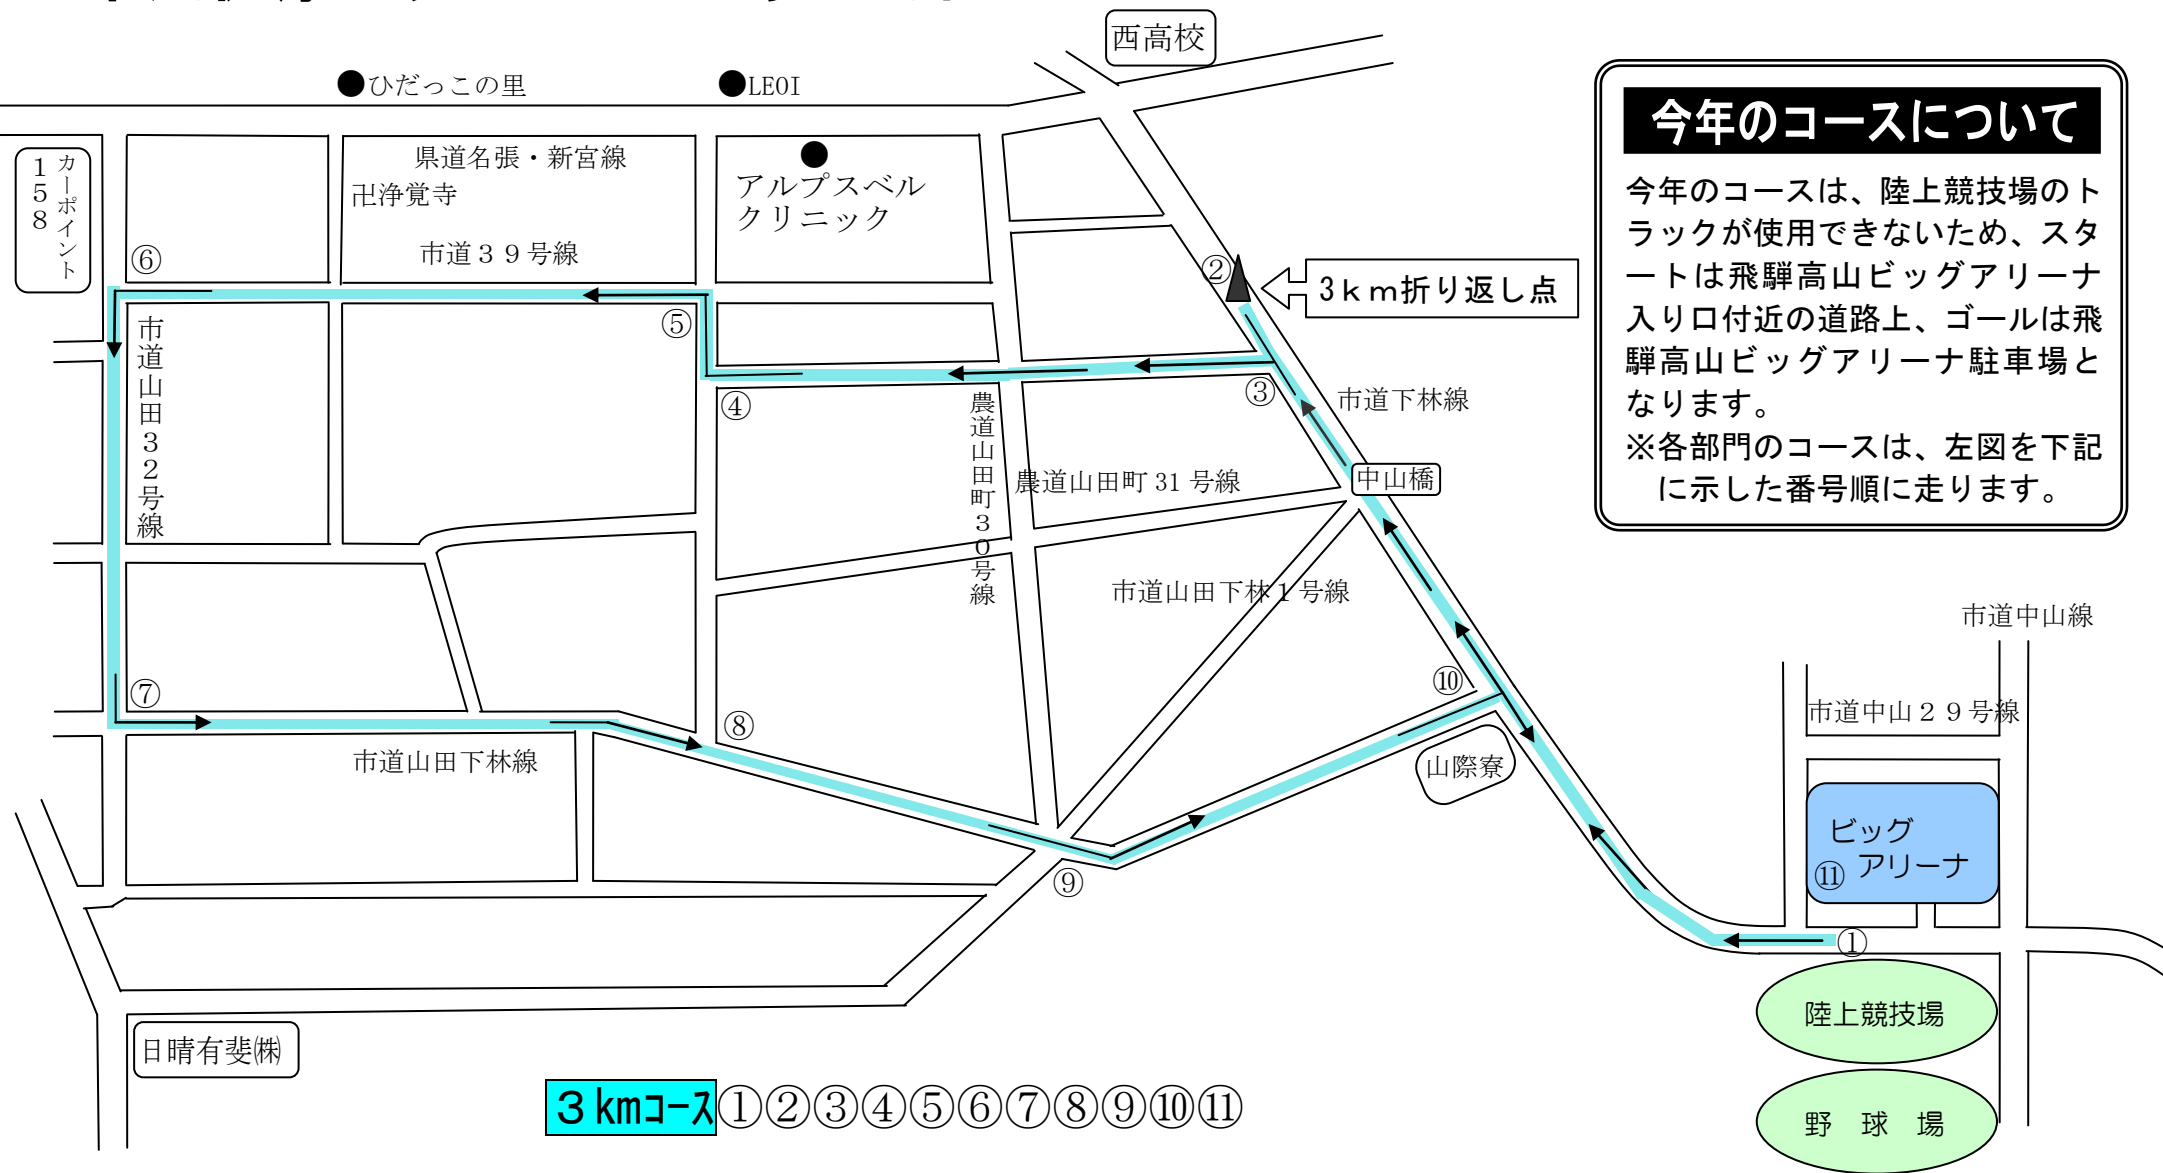 西高校
●ひだっこの里
●LEOI
カーポイント
158
県道名張・新宮線
卍浄覚寺
アルプスベル
クリニック
市道39号線
⑥
②
3km折り返し点
⑤
③
④
市道山田32号線
農道山田町30号線
市道下林線
農道山田町31号線
中山橋
市道山田下林1号線
⑩
⑦
⑧
市道山田下林線
山際寮
⑨
市道中山線
市道中山29号線
ビッグ
アリーナ
⑪
①
陸上競技場
野 球 場
日晴有斐㈱
今年のコースについて
今年のコースは、陸上競技場のト
ラックが使用できないため、スタ
ートは飛騨高山ビッグアリーナ
入り口付近の道路上、ゴールは飛
騨高山ビッグアリーナ駐車場と
なります。
※各部門のコースは、左図を下記
に示した番号順に走ります。
3kmコース①②③④⑤⑥⑦⑧⑨⑩⑪